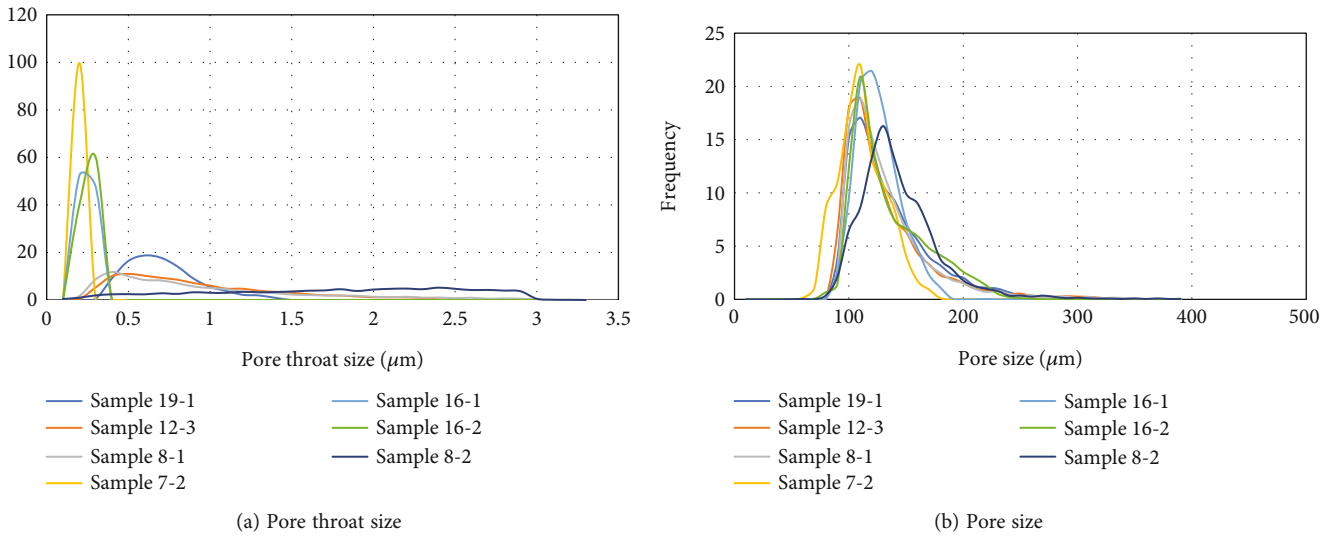 120
100
80
60
40
20
0
0 0.5 1 1.5 2 2.5 3 3.5
Pore throat size (μm)
Sample 19-1
Sample 12-3
Sample 8-1
Sample 7-2
Sample 16-1
Sample 16-2
Sample 8-2
(a) Pore throat size
Frequency
25
20
15
10
5
0
0 100 200 300 400 500
Pore size (μm)
Sample 19-1
Sample 12-3
Sample 8-1
Sample 7-2
Sample 16-1
Sample 16-2
Sample 8-2
(b) Pore size